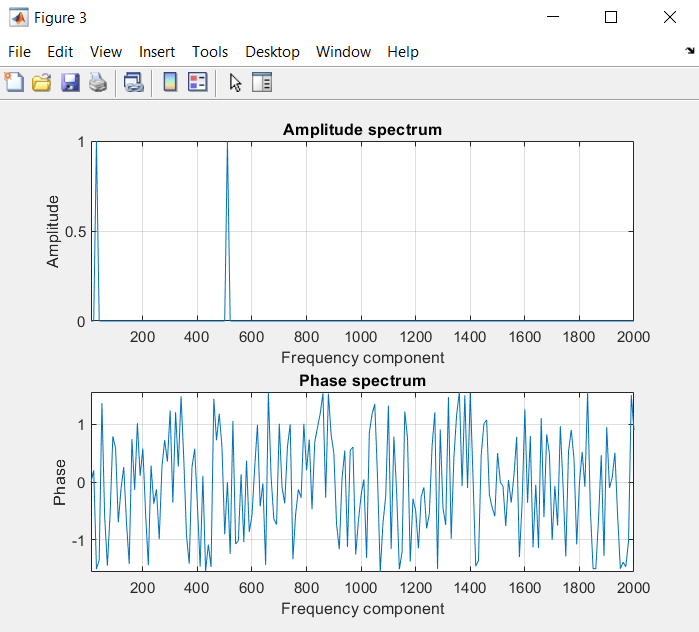 Figure 3
File Edit View Insert Tools Desktop Window Help
Amplitude spectrum
1
0.5
0
Amplitude
200 400 600 800 1000 1200 1400 1600 1800 2000
Frequency component
Phase spectrum
1
0
-1
Phase
200 400 600 800 1000 1200 1400 1600 1800 2000
Frequency component